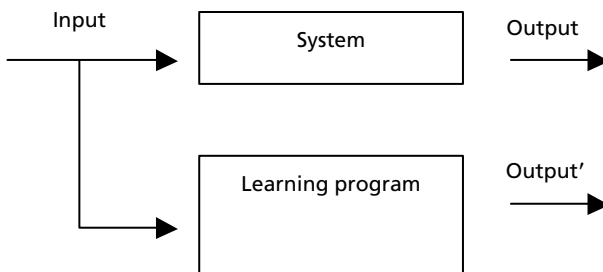 Input
System
Output
Learning program
Output′